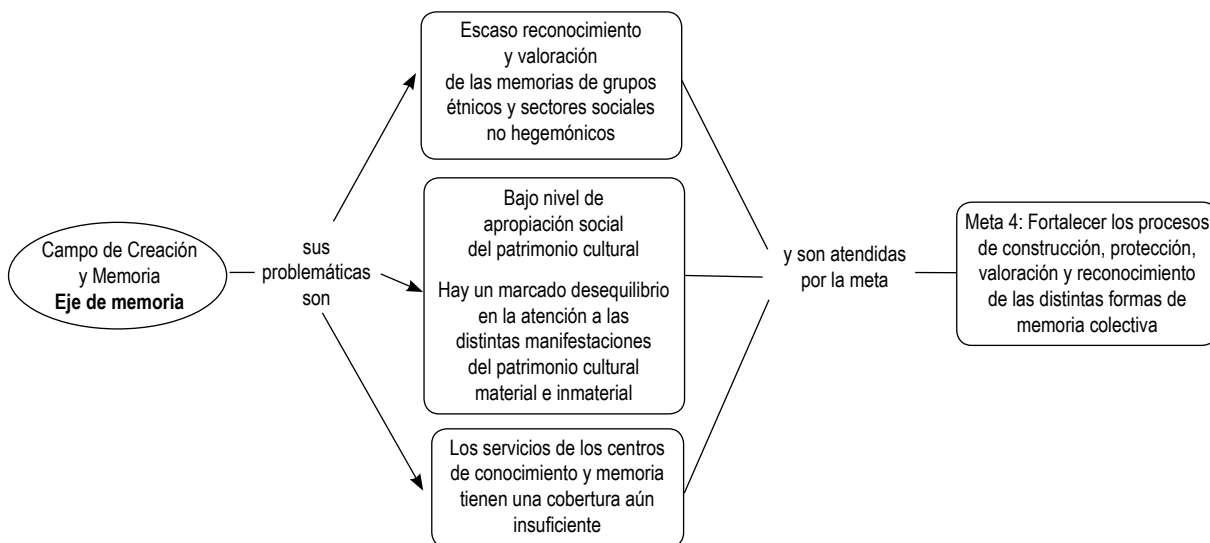 Campo de Creación
y Memoria
Eje de memoria
sus
problemáticas
son
Escaso reconocimiento
y valoración
de las memorias de grupos
étnicos y sectores sociales
no hegemónicos
Bajo nivel de
apropiación social
del patrimonio cultural
Hay un marcado desequilibrio
en la atención a las
distintas manifestaciones
del patrimonio cultural
material e inmaterial
Los servicios de los centros
de conocimiento y memoria
tienen una cobertura aún
insuficiente
y son atendidas
por la meta
Meta 4: Fortalecer los procesos
de construcción, protección,
valoración y reconocimiento
de las distintas formas de
memoria colectiva